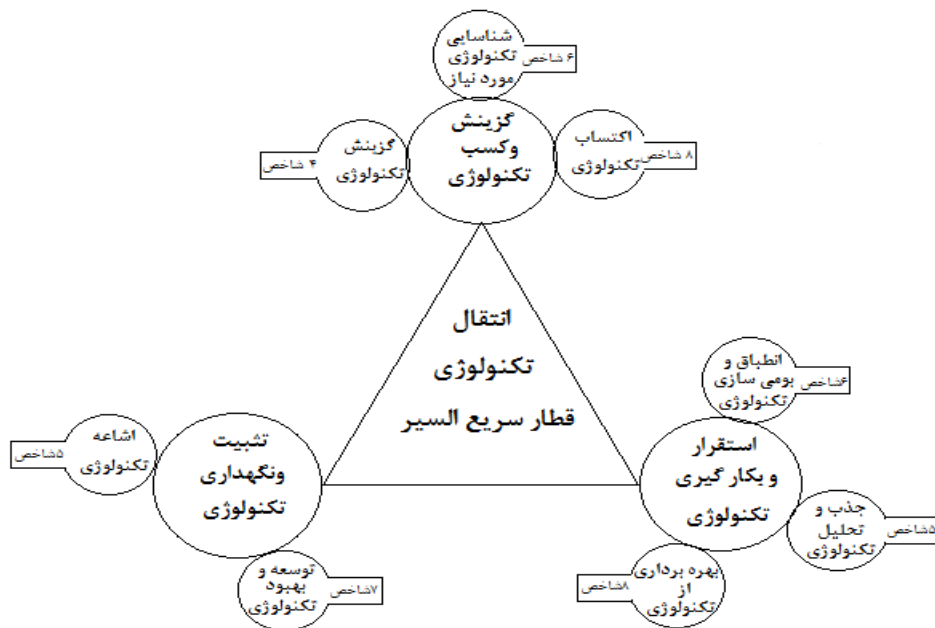 شناسایی
تکنولوژی
مورد نیاز
۶ شاخص
گزینش
وکسب
تکنولوژی
اکتساب
تکنولوژی
۸ شاخص
گزینش
تکنولوژی
۴ شاخص
انتقال
تکنولوژی
قطار سریع السیر
انطباق و
بومی سازی
تکنولوژی
۶شاخص
استقرار
و بکار گیری
تکنولوژی
جذب و
تحلیل
تکنولوژی
۵شاخص
بهره برداری
از
تکنولوژی
۸شاخص
تثبیت
ونگهداری
تکنولوژی
اشاعه
تکنولوژی
۵شاخص
توسعه و
بهبود
تکنولوژی
۷شاخص